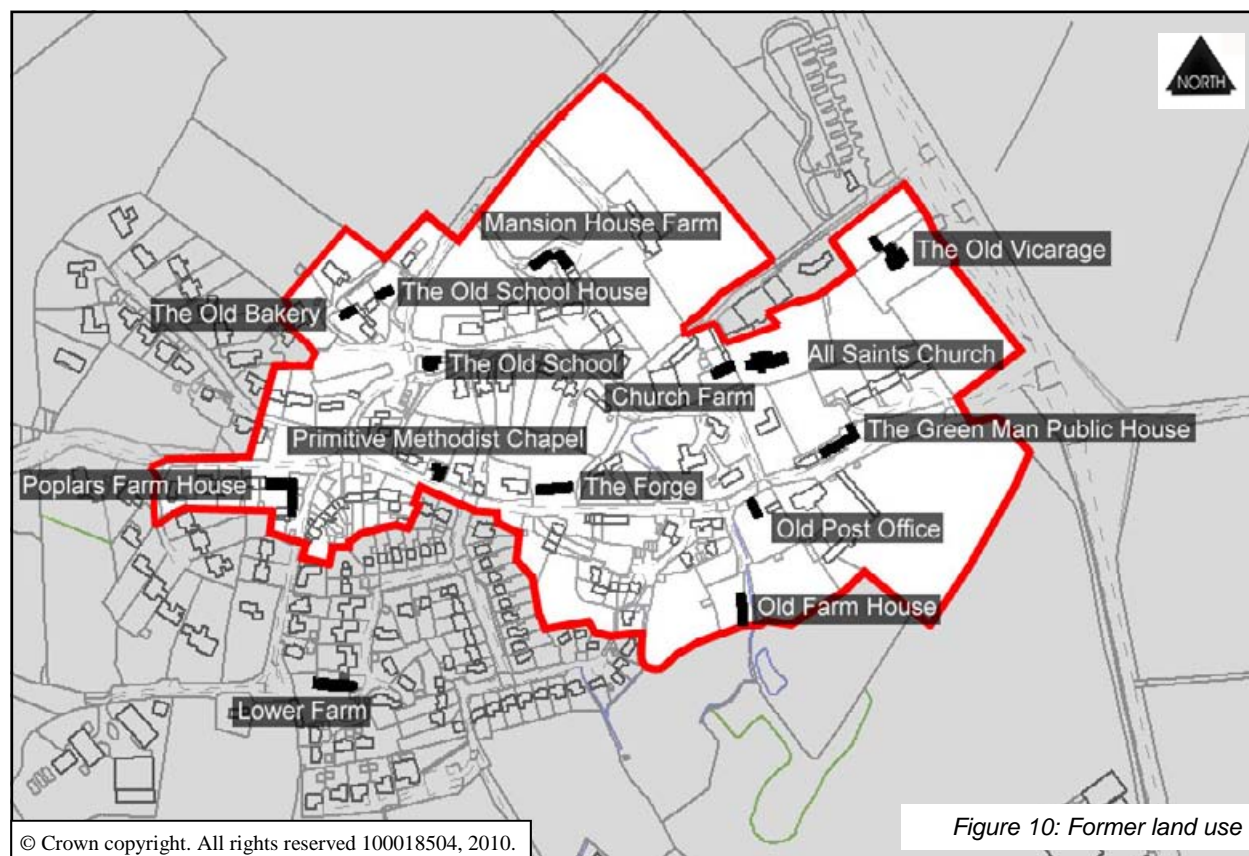 NORTH
Mansion House Farm
The Old Vicarage
The Old School House
The Old Bakery
The Old School
All Saints Church
Church Farm
Primitive Methodist Chapel
The Green Man Public House
Poplars Farm House
The Forge
Old Post Office
Old Farm House
Lower Farm
© Crown copyright. All rights reserved 100018504, 2010.
Figure 10: Former land use